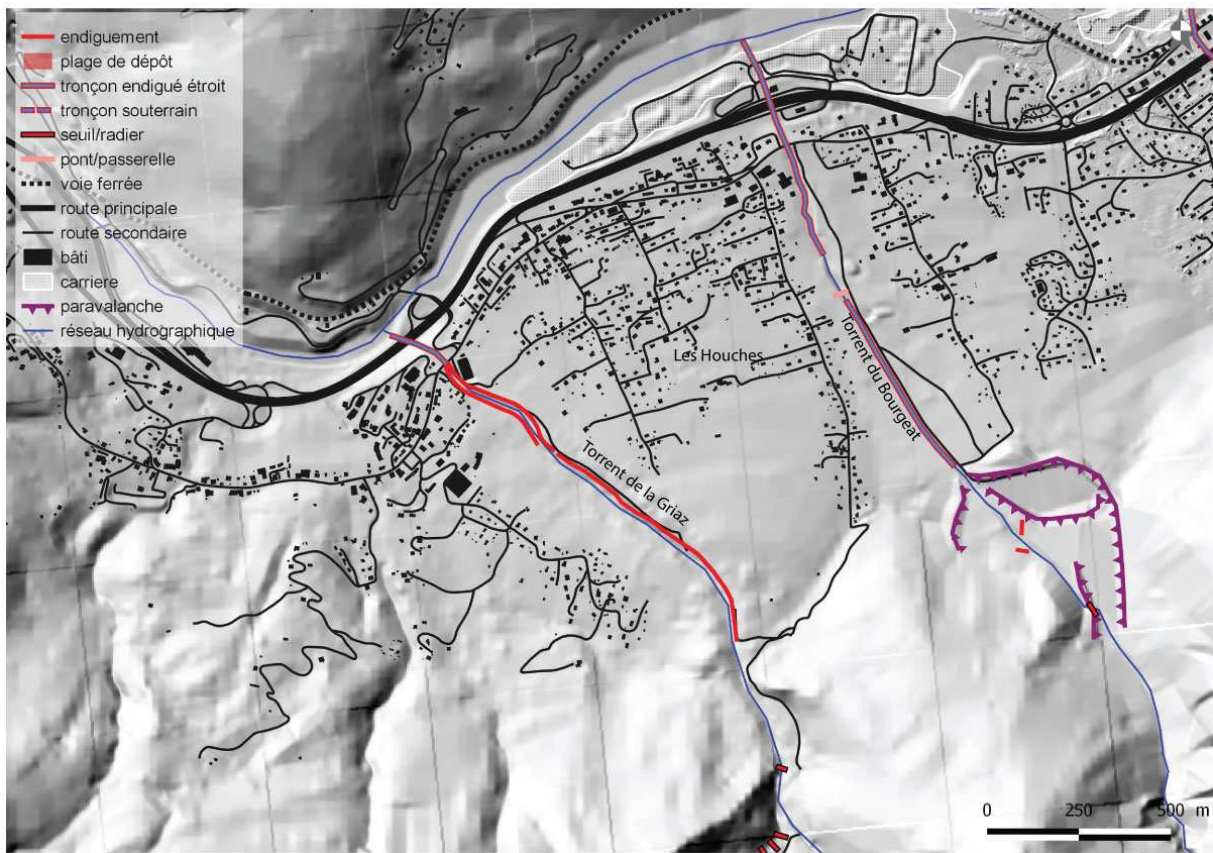 endiguement
plage de dépôt
tronçon endigué étroit
tronçon souterrain
seuil/radier
pont/passerelle
voie ferrée
route principale
route secondaire
bâti
carriere
paravalanche
réseau hydrographique
Les Houches
Torrent du Bourgeat
Torrent de la Griaz
0 250 500 m